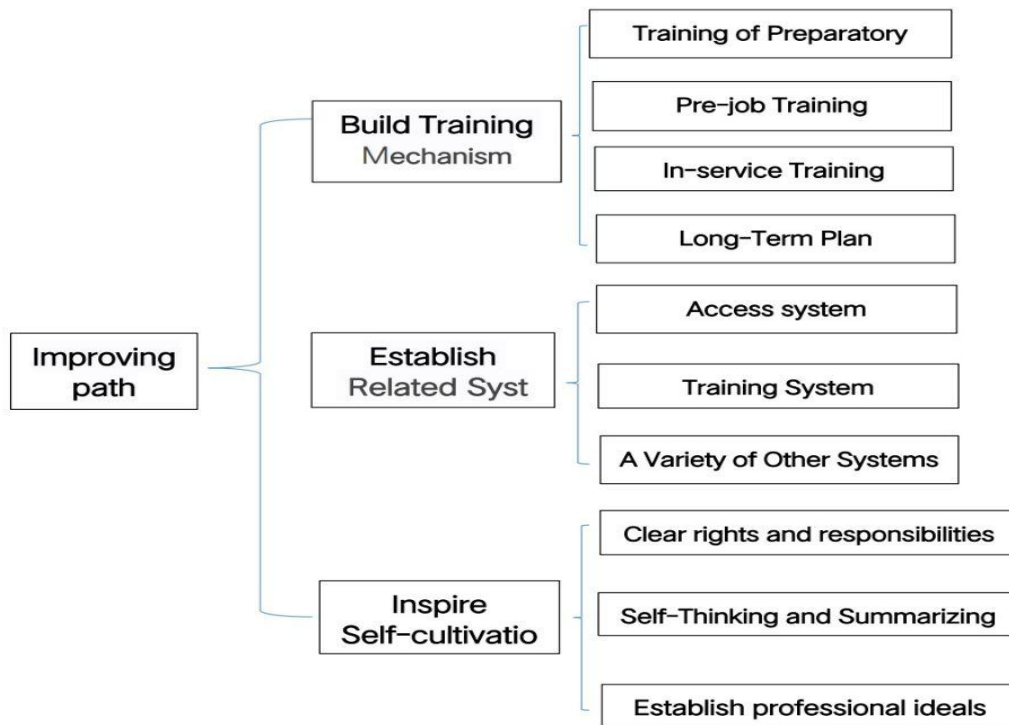 Improving
path
Build Training
Mechanism
Training of Preparatory
Pre-job Training
In-service Training
Long-Term Plan
Establish
Related Syst
Access system
Training System
A Variety of Other Systems
Inspire
Self-cultivatio
Clear rights and responsibilities
Self-Thinking and Summarizing
Establish professional ideals